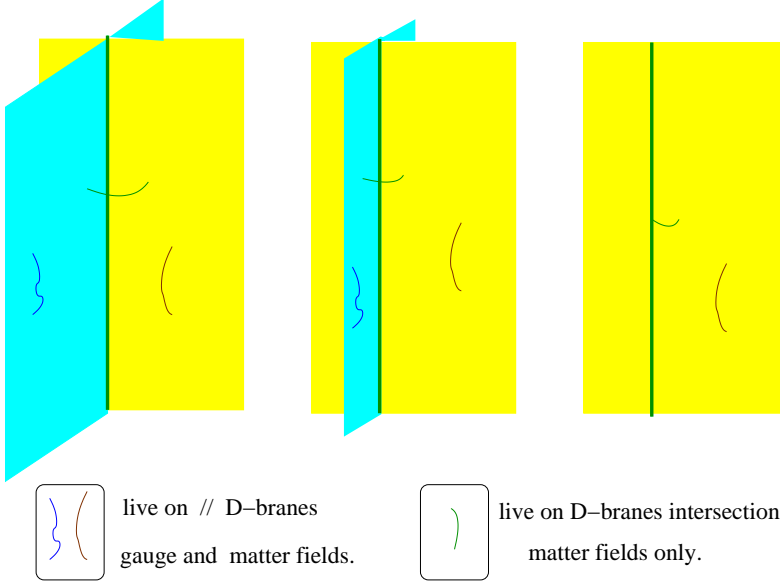 live on // D−branes
gauge and matter fields.
live on D−branes intersection
matter fields only.